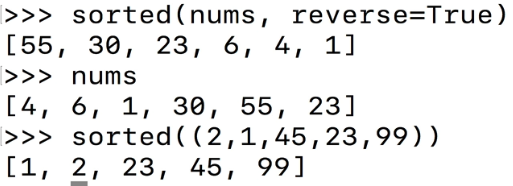 >>> sorted(nums, reverse=True)
[55, 30, 23, 6, 4, 1]
>>> nums
[4, 6, 1, 30, 55, 23]
>>> sorted((2,1,45,23,99))
[1, 2, 23, 45, 99]